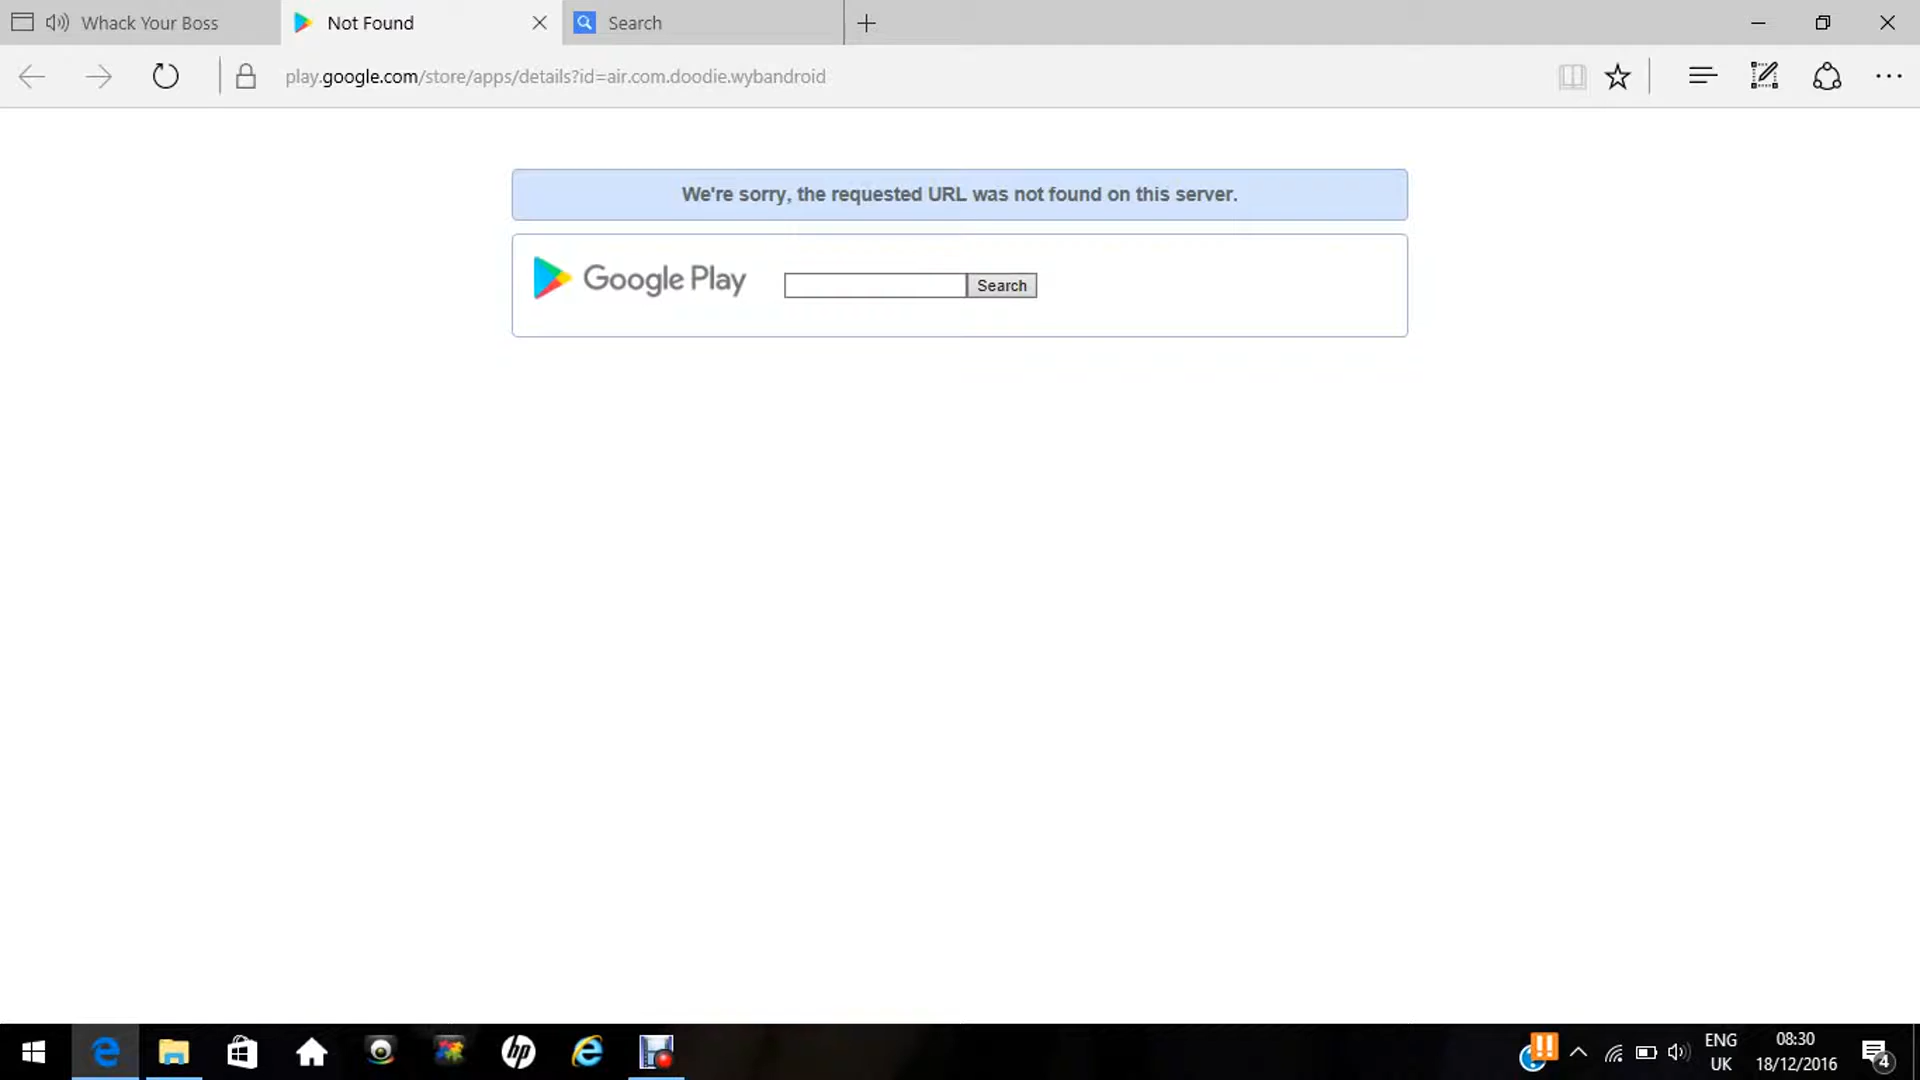 Whack Your Boss
Not Found
Search
play.google.com/store/apps/details?id=air.com.doodie.wybandroid
We're sorry, the requested URL was not found on this server.
Google Play
Search
hp
ENG
UK
08:30
18/12/2016
4